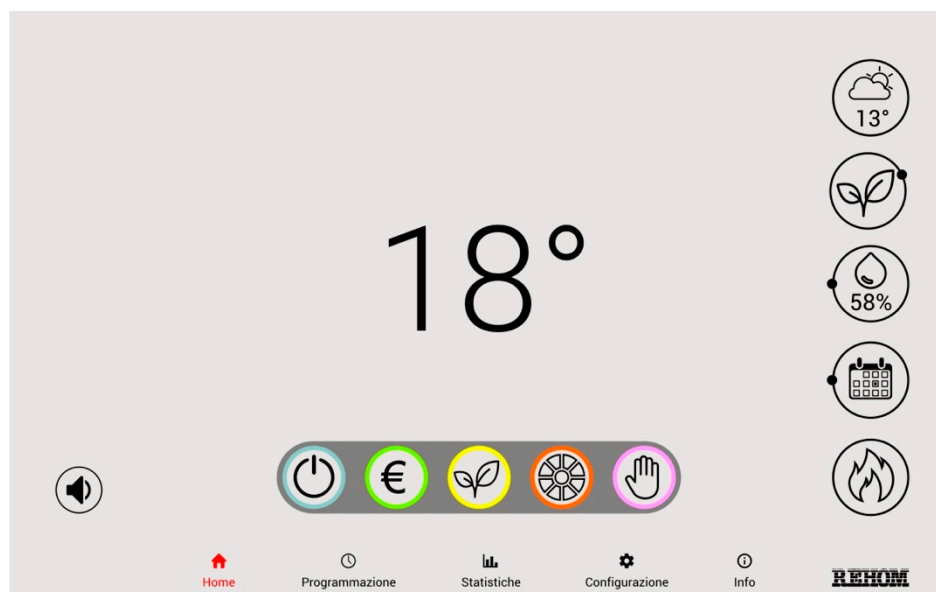 13°
18°
58%
€
Home Programmazione Statistiche Configurazione Info
REHOM